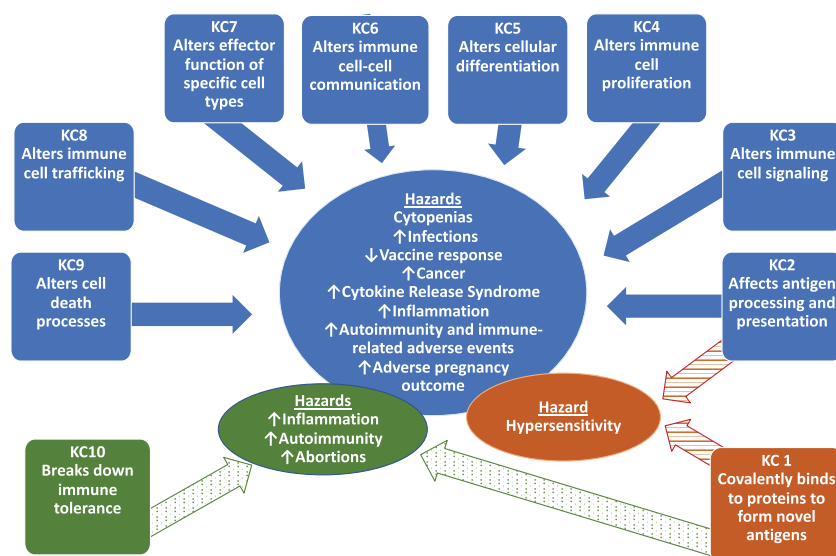 KC7
Alters effector
function of
specific cell
types
KC6
Alters immune
cell-cell
communication
KC5
Alters cellular
differentiation
KC4
Alters immune
cell
proliferation
KC8
Alters immune
cell trafficking
KC3
Alters immune
cell signaling
KC9
Alters cell
death
processes
KC2
Affects antigen
processing and
presentation
Hazards
Cytopenias
↑Infections
↓Vaccine response
↑Cancer
↑Cytokine Release Syndrome
↑Inflammation
↑Autoimmunity and immune-
related adverse events
↑Adverse pregnancy
outcome
Hazards
↑Inflammation
↑Autoimmunity
↑Abortions
Hazard
Hypersensitivity
KC10
Breaks down
immune
tolerance
KC 1
Covalently binds
to proteins to
form novel
antigens